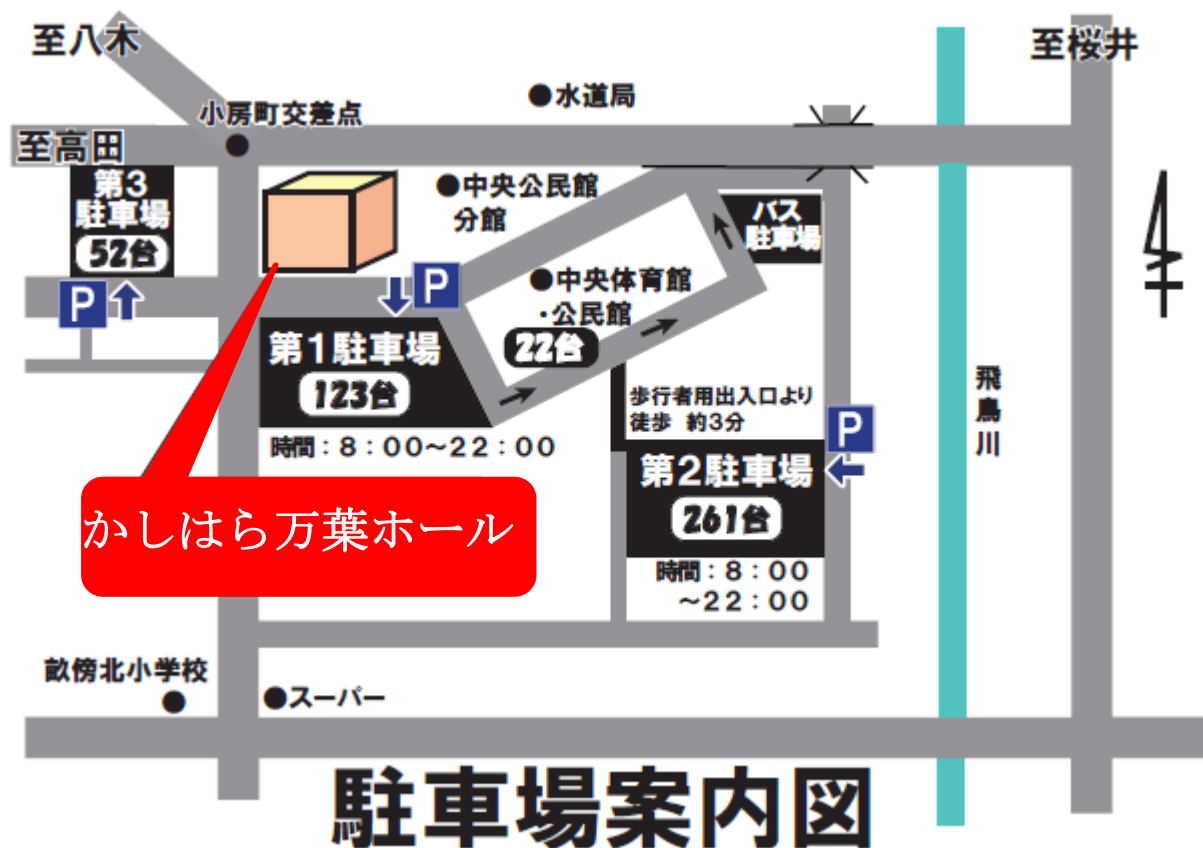 至八木
至桜井
●水道局
小房町交差点
至高田
第3
駐車場
52台
●中央公民館
分館
バス
駐車場
P
P
●中央体育館
・公民館
22台
第1駐車場
123台
時間：8：00～22：00
飛鳥川
歩行者用出入口より
徒歩 約3分
P
第2駐車場
261台
時間：8：00
～22：00
かしはら万葉ホール
畝傍北小学校
●スーパー
駐車場案内図